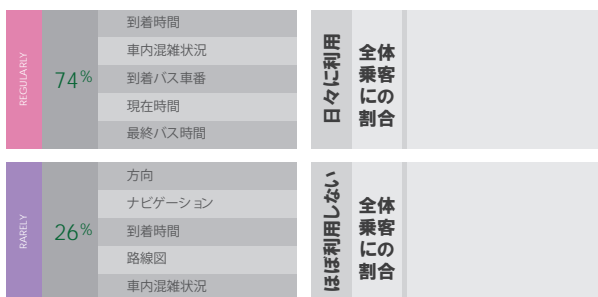 REGULARLY
74%
到着時間
車内混雑状況
到着バス車番
現在時間
最終バス時間
日々に利用
全体
乗客
にの
割合
RARELY
26%
方向
ナビゲーション
到着時間
路線図
車内混雑状況
ほぼ利用しない
全体
乗客
にの
割合